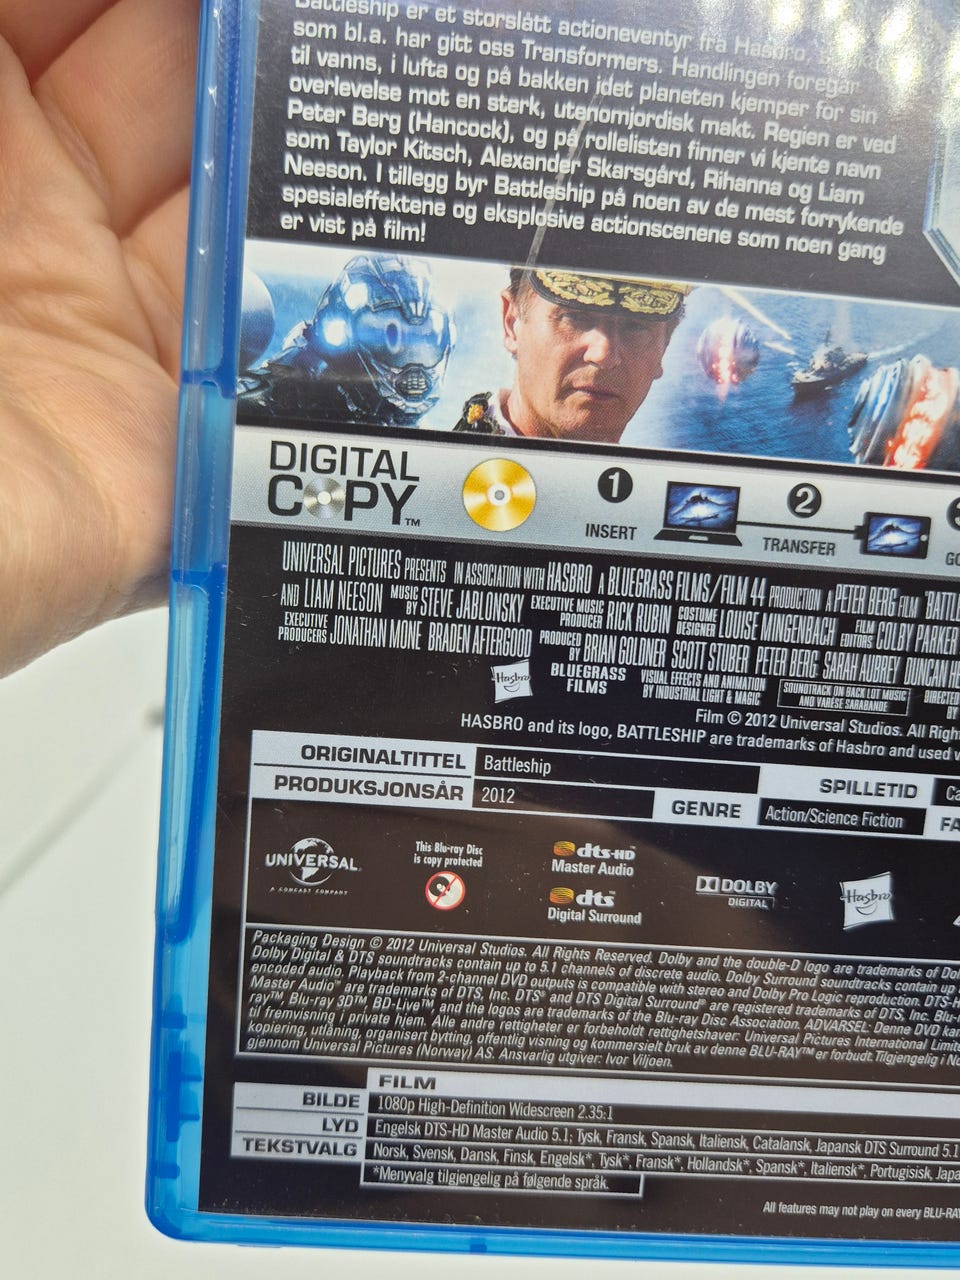 Battleship er et storslått actioneventyr fra Hasbro,
som bl.a. har gitt oss Transformers. Handlingen foregår
til vanns, i lufta og på bakken idet planeten kjemper for sin
overlevelse mot en sterk, utenomjordisk makt. Regien er ved
Peter Berg (Hancock), og på rollelisten finner vi kjente navn
som Taylor Kitsch, Alexander Skarsgård, Rihanna og Liam
Neeson. I tillegg byr Battleship på noen av de mest forrykende
spesialeffektene og eksplosive actionscenene som noen gang
er vist på film!
DIGITAL
COPY™
1
INSERT
2
TRANSFER
UNIVERSAL PICTURES PRESENTS IN ASSOCIATION WITH HASBRO A BLUEGRASS FILMS/FILM 44 PRODUCTION A PETER BERG FILM
AND LIAM NEESON MUSIC BY STEVE JABLONSKY EXECUTIVE MUSIC PRODUCER RICK RUBIN COSTUME DESIGNER LOUISE MINGENBACH FILM EDITORS COLBY PARKER
EXECUTIVE PRODUCERS JONATHAN MONE BRADEN AFTERGOOD PRODUCED BY BRIAN GOLDNER SCOTT STUBER PETER BERG SARAH AUBREY DUNCAN
Hasbro BLUEGRASS FILMS VISUAL EFFECTS AND ANIMATION BY INDUSTRIAL LIGHT & MAGIC SOUNDTRACK ON BACK LOT MUSIC AND VARÈSE SARABANDE DIRECTED BY
Film © 2012 Universal Studios. All
HASBRO and its logo, BATTLESHIP are trademarks of Hasbro and used
ORIGINALTITTEL Battleship SPILLETID
PRODUKSJONSÅR 2012 GENRE Action/Science Fiction
UNIVERSAL
A COMCAST COMPANY
This Blu-ray Disc
is copy protected
dts-HD
Master Audio
dts
Digital Surround
DOLBY
DIGITAL
Hasbro
Packaging Design © 2012 Universal Studios. All Rights Reserved. Dolby and the double-D logo are trademarks of
Dolby Digital & DTS soundtracks contain up to 5.1 channels of discrete audio. Dolby Surround soundtracks contain up
encoded audio. Playback from 2-channel DVD outputs is compatible with stereo and Dolby Pro Logic reproduction.
Master Audio™ are trademarks of DTS, Inc. DTS® and DTS Digital Surround® are registered trademarks of DTS, Inc.
ray™, Blu-ray 3D™, BD-Live™, and the logos are trademarks of the Blu-ray Disc Association. ADVARSEL: Denne DVD
til fremvisning i private hjem. Alle andre rettigheter er forbeholdt rettighetshaver: Universal Pictures International
kopiering, utlåning, organisert bytting, offentlig visning og kommersielt bruk av denne BLU-RAY™ er forbudt. Tilgjengelig i
gjennom Universal Pictures (Norway) AS. Ansvarlig utgiver: Ivor Viljoen.
FILM
BILDE 1080p High-Definition Widescreen 2.35:1
LYD Engelsk DTS-HD Master Audio 5.1; Tysk, Fransk, Spansk, Italiensk, Catalansk, Japansk DTS Surround 5.1
TEKSTVALG Norsk, Svensk, Dansk, Finsk, Engelsk*, Tysk*, Fransk*, Hollandsk*, Spansk*, Italiensk*, Portugisisk,
*Menyvalg tilgjengelig på følgende språk.
All features may not play on every